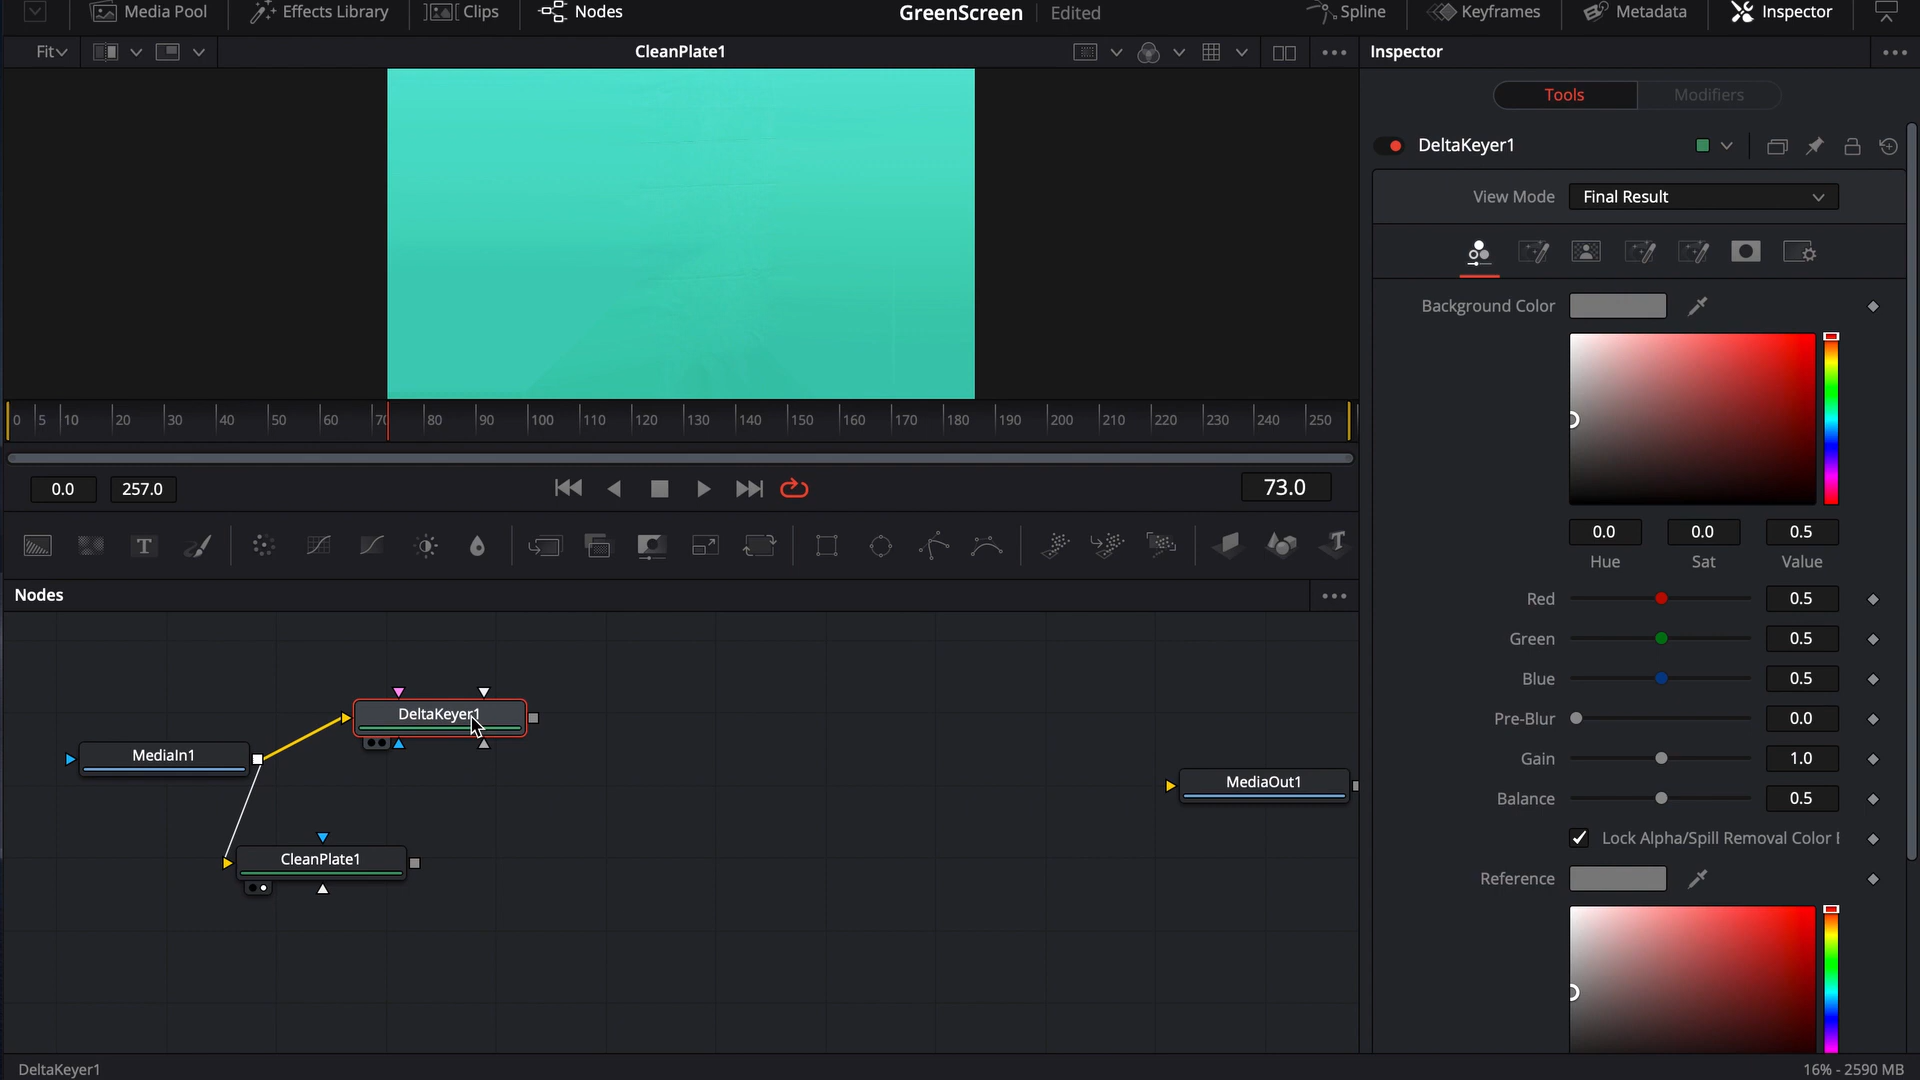 Media Pool Effects Library Clips Nodes GreenScreen Edited Spline Keyframes Metadata Inspector
Fit CleanPlate1 Inspector
Tools Modifiers
DeltaKeyer1
View Mode Final Result
Background Color
0 5 10 20 30 40 50 60 70 80 90 100 110 120 130 140 150 160 170 180 190 200 210 220 230 240 250
0.0 257.0 73.0
T T
0.0 0.0 0.5
Hue Sat Value
Nodes
Red 0.5
Green 0.5
Blue 0.5
Pre-Blur 0.0
Gain 1.0
Balance 0.5
Lock Alpha/Spill Removal Color
Reference
DeltaKeyer1
MediaIn1
MediaOut1
CleanPlate1
DeltaKeyer1 16% - 2590 MB